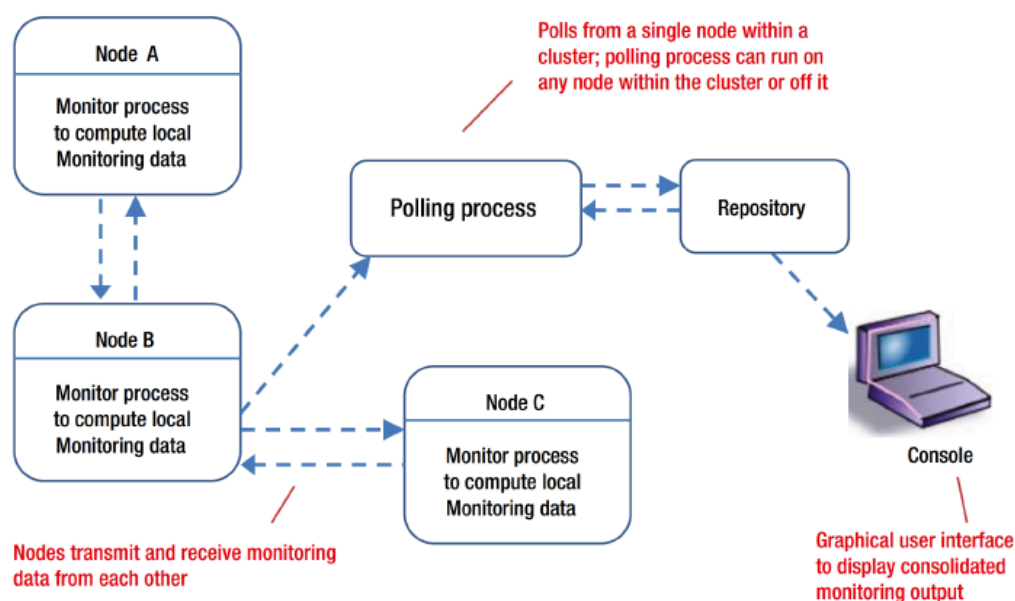 Node A
Monitor process
to compute local
Monitoring data
Polls from a single node within a
cluster; polling process can run on
any node within the cluster or off it
Polling process
Repository
Node B
Monitor process
to compute local
Monitoring data
Node C
Monitor process
to compute local
Monitoring data
Console
Nodes transmit and receive monitoring
data from each other
Graphical user interface
to display consolidated
monitoring output